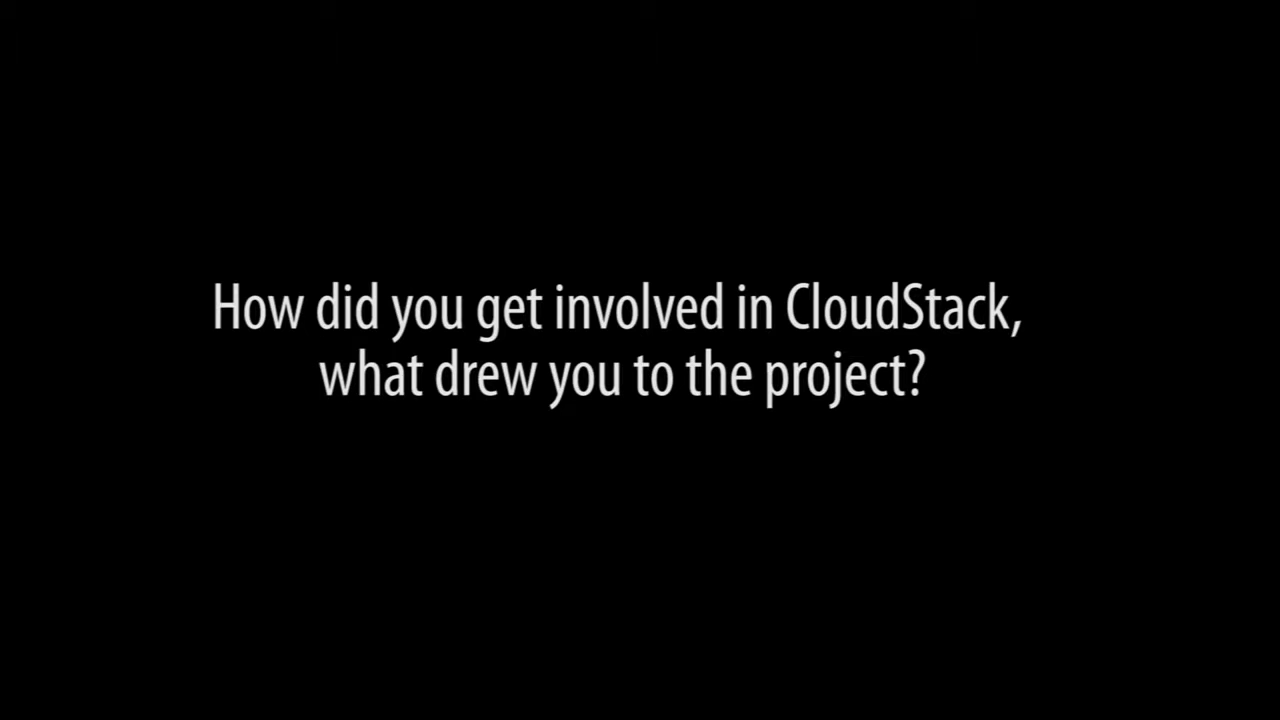 How did you get involved in CloudStack,
what drew you to the project?